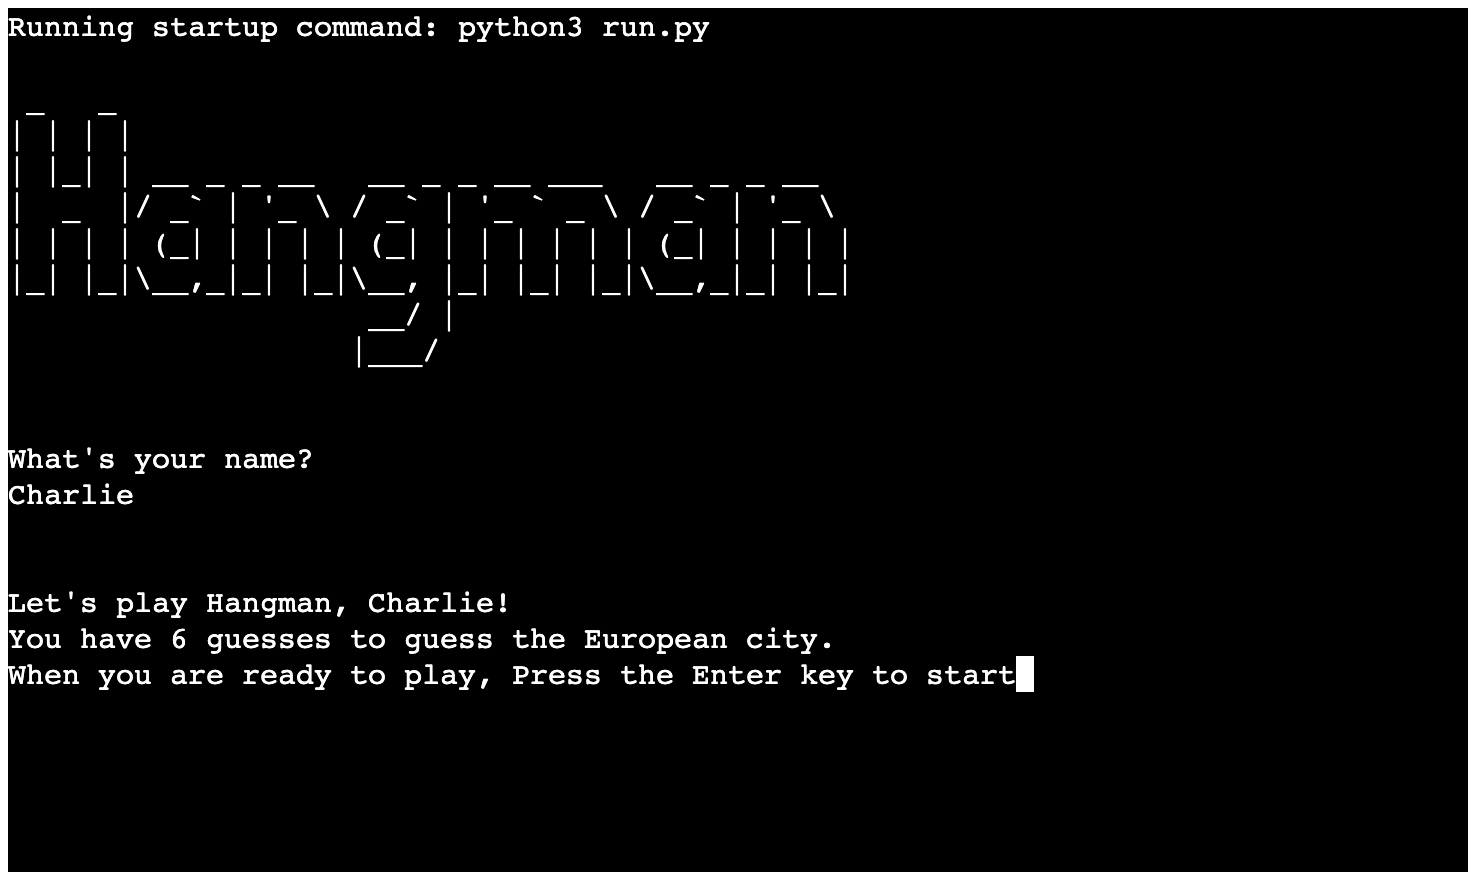 Running startup command: python3 run.py
Hangman
What's your name?
Charlie
Let's play Hangman, Charlie!
You have 6 guesses to guess the European city.
When you are ready to play, Press the Enter key to start